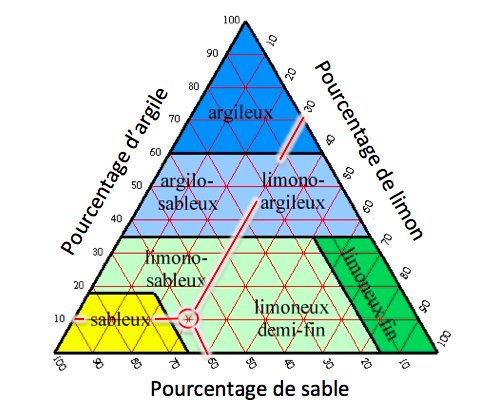 100
90
80
70
60
50
40
30
20
10
Pourcentage d'argile
10
20
30
40
50
60
70
80
90
100
Pourcentage de limon
argileux
argilo-
sableux
limono-
argileux
limono-
sableux
sableux
limoneux
demi-fin
limoneux fin
100
90
80
70
60
50
40
30
20
10
Pourcentage de sable